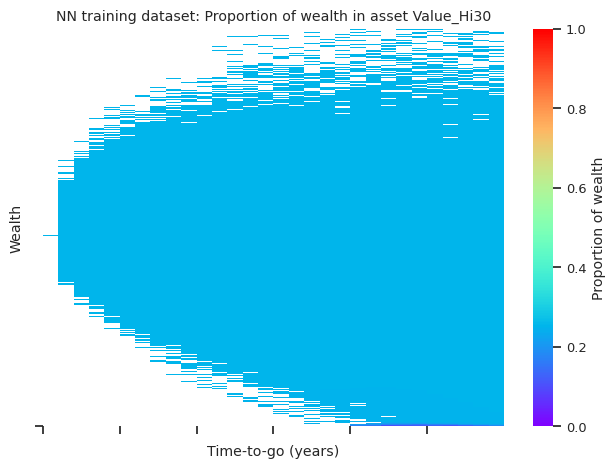 NN training dataset: Proportion of wealth in asset Value_Hi30
1.0
0.8
0.6
0.4
0.2
0.0
Proportion of wealth
Wealth
Time-to-go (years)